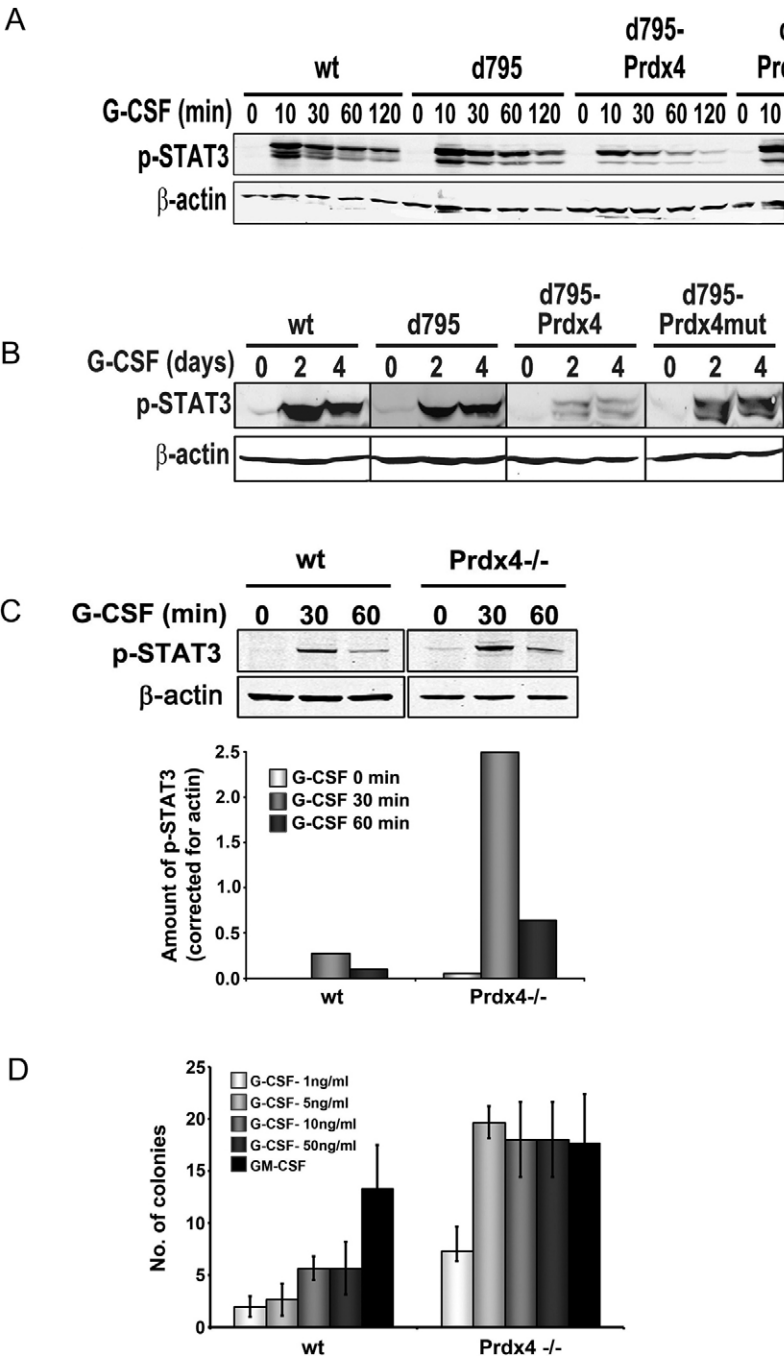 A
wt
d795
d795-
Prdx4
G-CSF (min) 0 10 30 60 120 0 10 30 60 120 0 10 30 60 120 0 10
p-STAT3
β-actin
B
wt
d795
d795-
Prdx4
d795-
Prdx4mut
G-CSF (days) 0 2 4 0 2 4 0 2 4 0 2 4
p-STAT3
β-actin
C
wt
Prdx4-/-
G-CSF (min) 0 30 60 0 30 60
p-STAT3
β-actin
Amount of p-STAT3
(corrected for actin)
2.5
2.0
1.5
1.0
0.5
0.0
G-CSF 0 min
G-CSF 30 min
G-CSF 60 min
wt
Prdx4-/-
D
No. of colonies
25
20
15
10
5
0
G-CSF- 1ng/ml
G-CSF- 5ng/ml
G-CSF- 10ng/ml
G-CSF- 50ng/ml
GM-CSF
wt
Prdx4 -/-